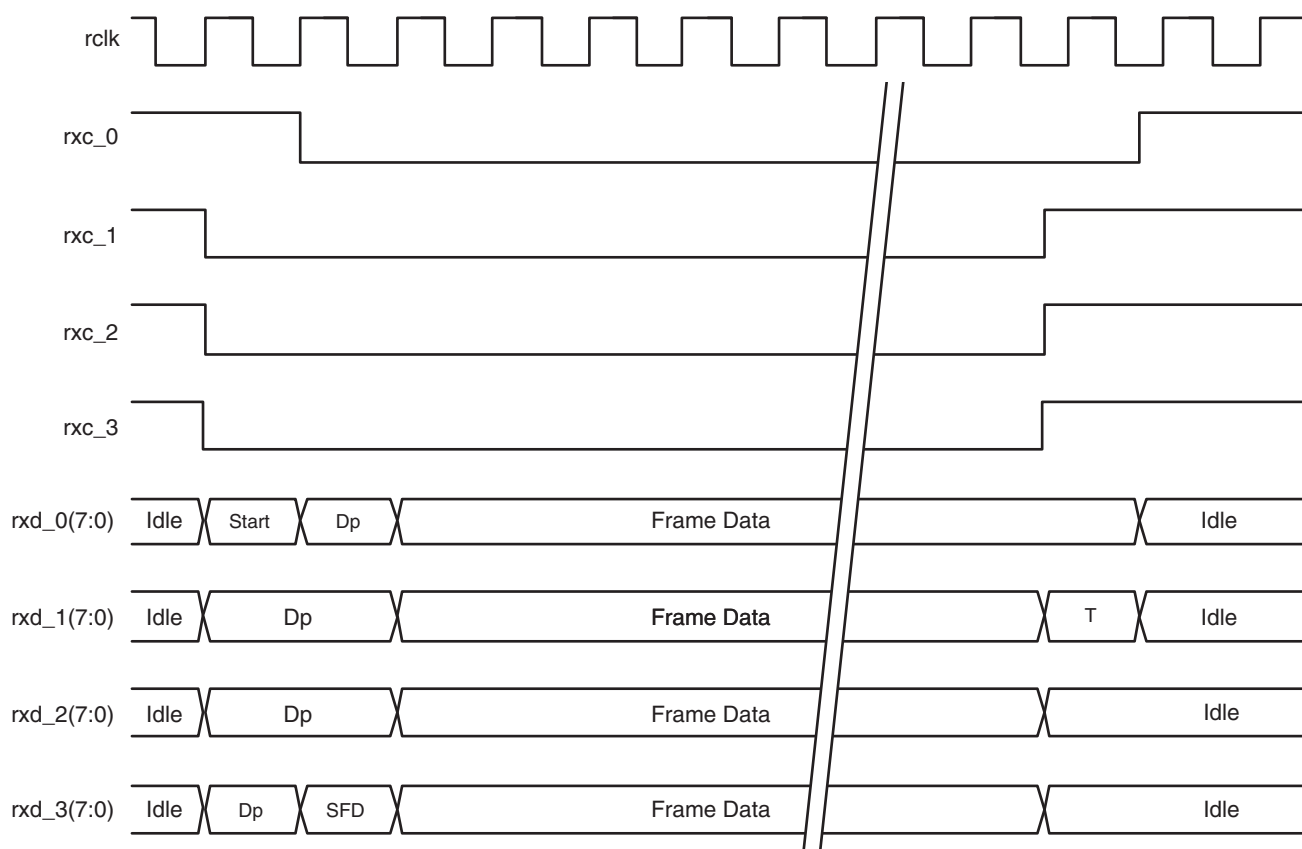 rclk
rxc_0
rxc_1
rxc_2
rxc_3
rxd_0(7:0) Idle Start Dp Frame Data Idle
rxd_1(7:0) Idle Dp Frame Data T Idle
rxd_2(7:0) Idle Dp Frame Data Idle
rxd_3(7:0) Idle Dp SFD Frame Data Idle